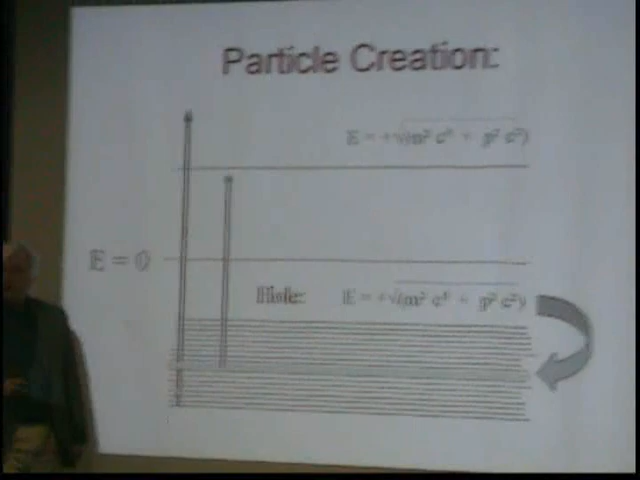 Particle Creation:
E = +√(m² c⁴ + p² c²)
E = 0
Hole: E = +√(m² c⁴ + p² c²)